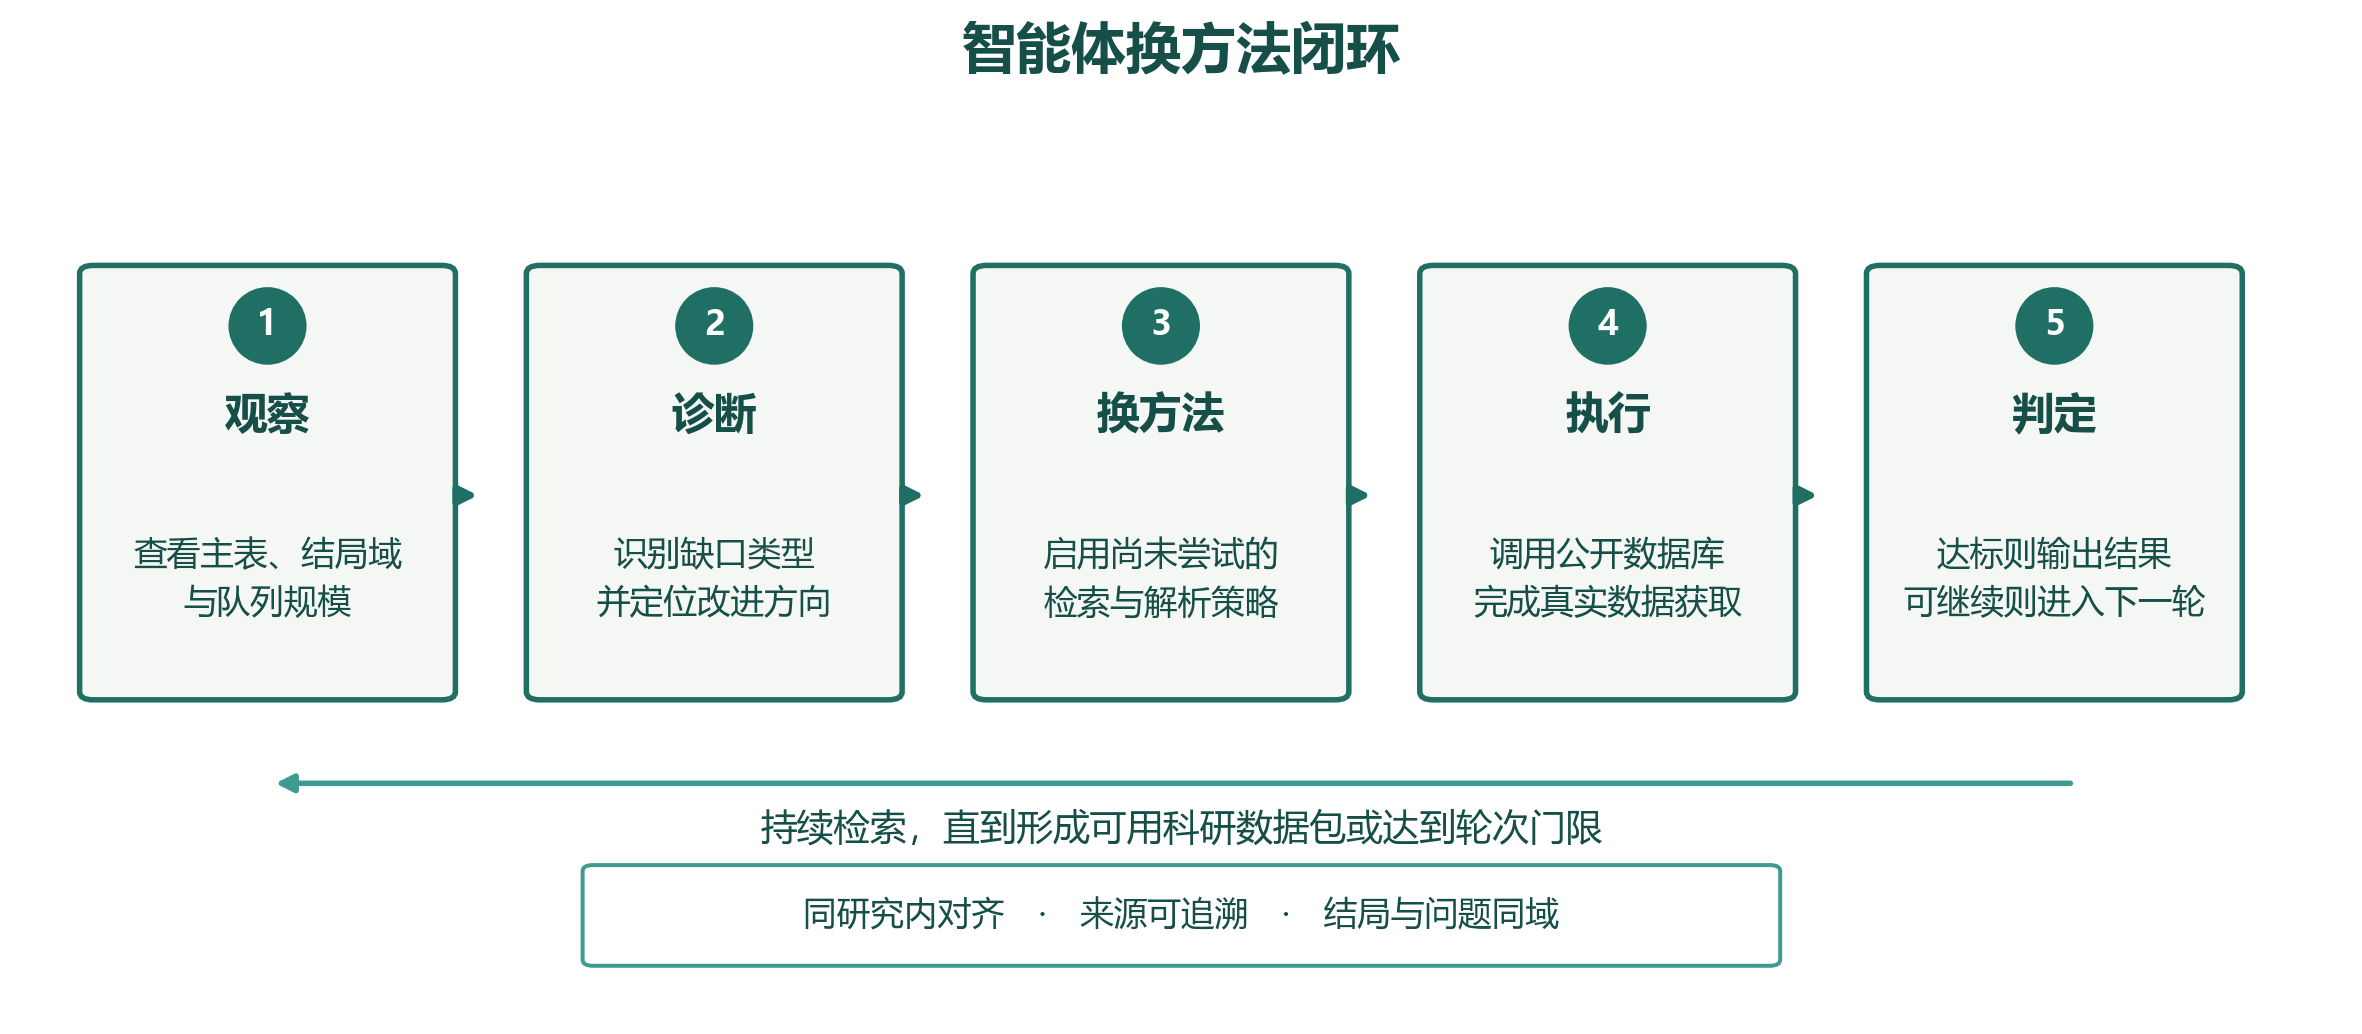 智能体换方法闭环
1
观察
查看主表、结局域
与队列规模
2
诊断
识别缺口类型
并定位改进方向
3
换方法
启用尚未尝试的
检索与解析策略
4
执行
调用公开数据库
完成真实数据获取
5
判定
达标则输出结果
可继续则进入下一轮
持续检索，直到形成可用科研数据包或达到轮次门限
同研究内对齐 · 来源可追溯 · 结局与问题同域